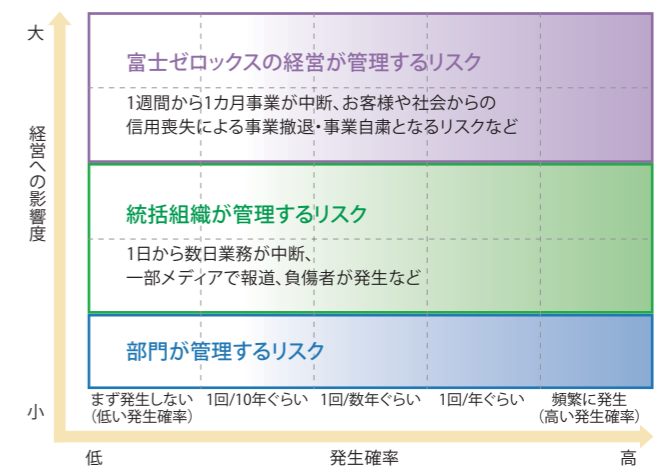 大
経営への影響度
小
富士ゼロックスの経営が管理するリスク
1週間から1カ月事業が中断、お客様や社会からの
信用喪失による事業撤退・事業自粛となるリスクなど
統括組織が管理するリスク
1日から数日業務が中断、
一部メディアで報道、負傷者が発生など
部門が管理するリスク
まず発生しない
（低い発生確率）
1回/10年ぐらい
1回/数年ぐらい
1回/年ぐらい
頻繁に発生
（高い発生確率）
低
発生確率
高